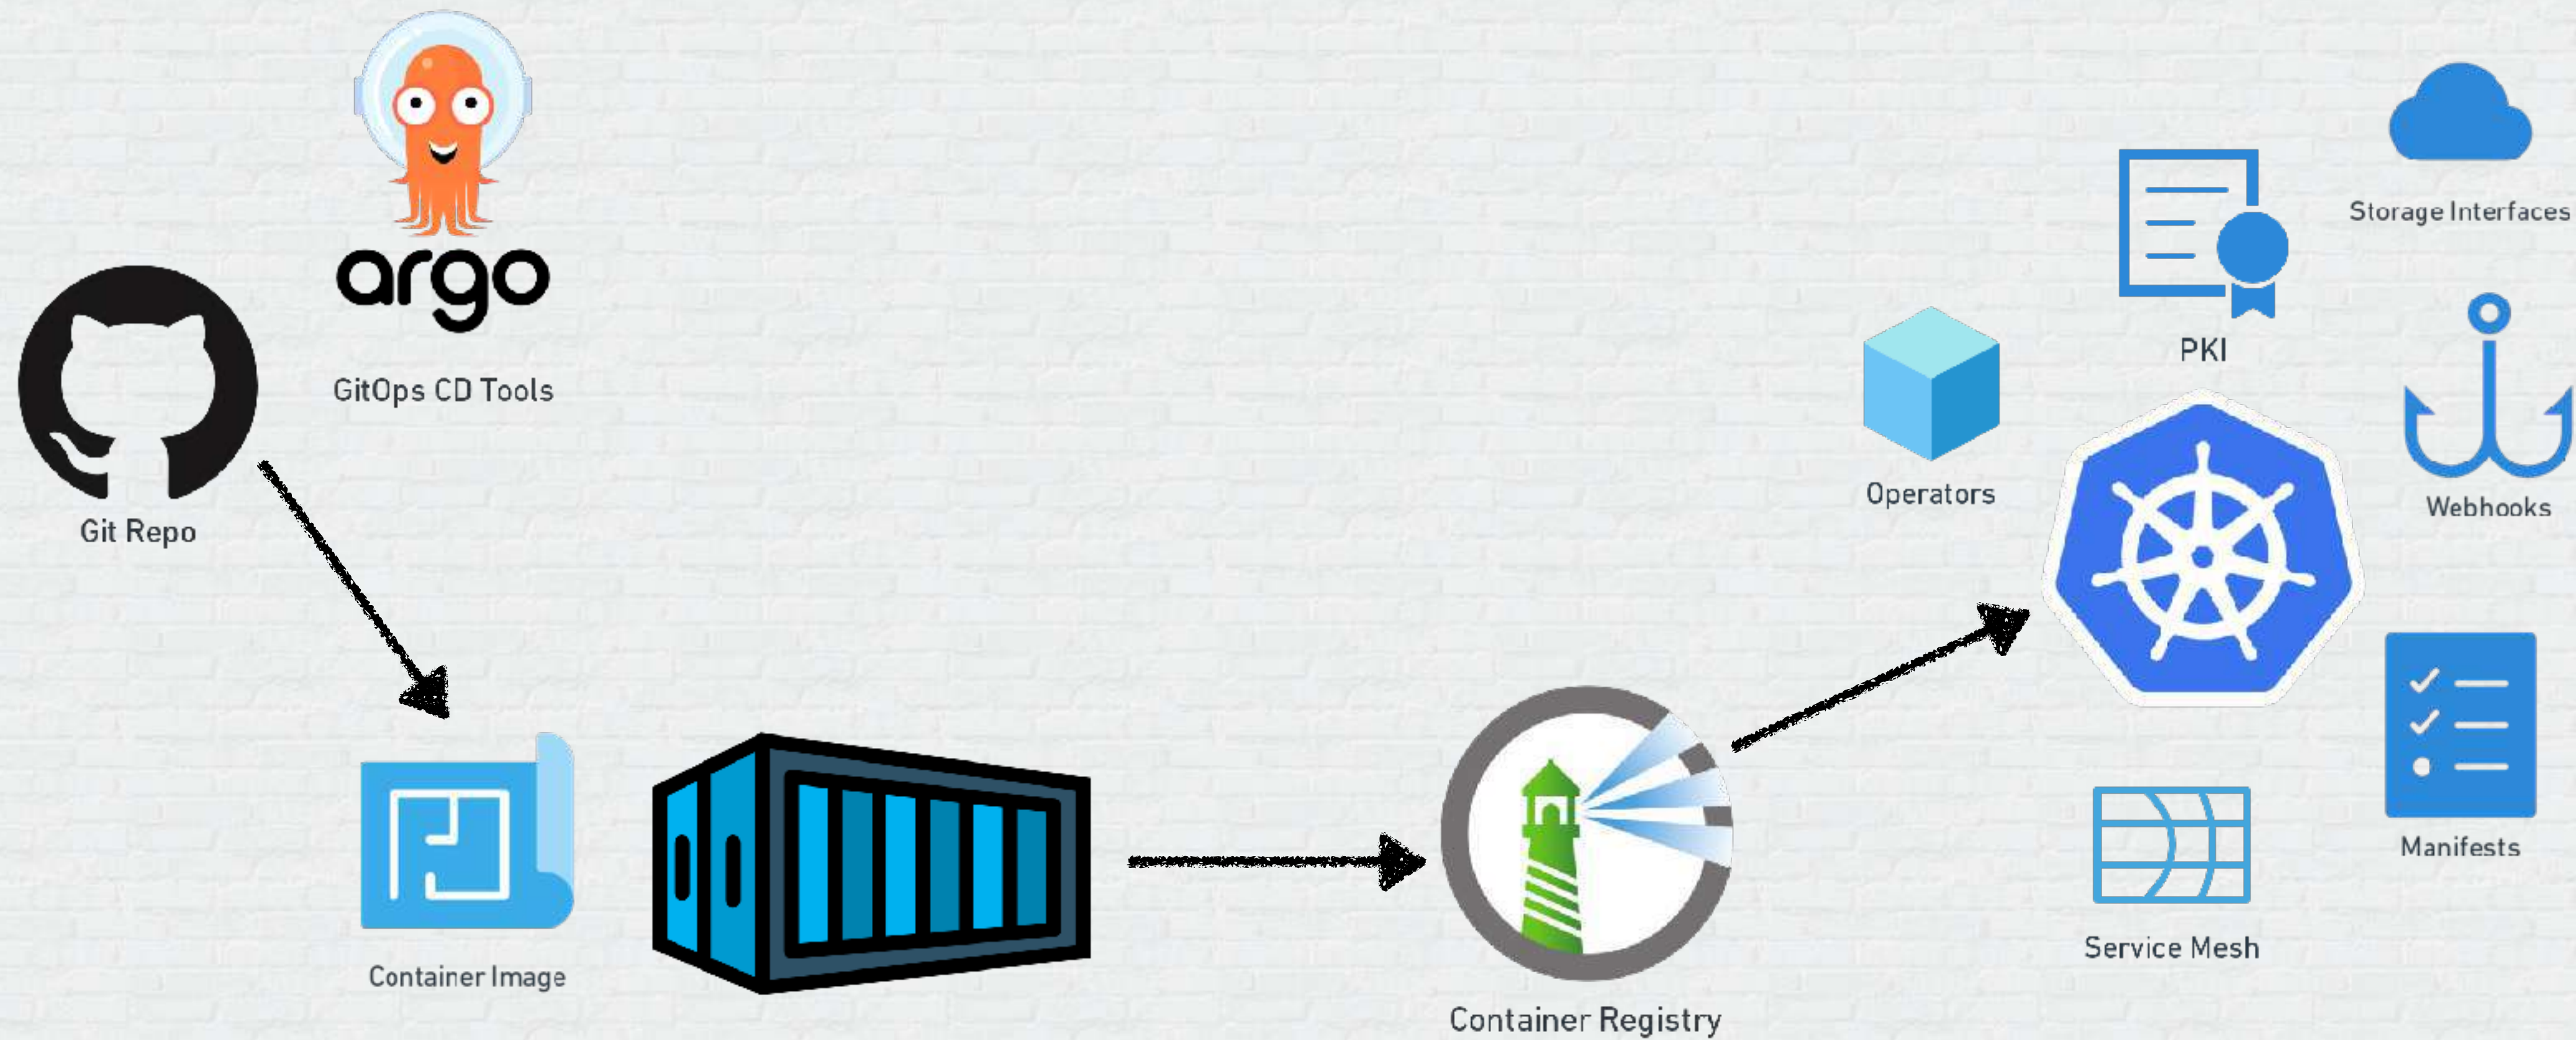 argo
GitOps CD Tools
Git Repo
Container Image
Container Registry
Operators
PKI
Storage Interfaces
Webhooks
Manifests
Service Mesh